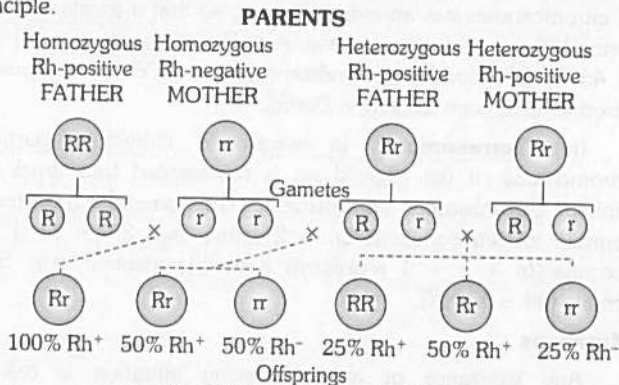 nciple.
PARENTS
Homozygous Homozygous Heterozygous Heterozygous
Rh-positive Rh-negative Rh-positive Rh-positive
FATHER MOTHER FATHER MOTHER
RR rr Rr Rr
Gametes
R R × r r × R r × R r
Rr Rr rr RR Rr rr
100% Rh⁺ 50% Rh⁺ 50% Rh⁻ 25% Rh⁺ 50% Rh⁺ 25% Rh⁻
Offsprings